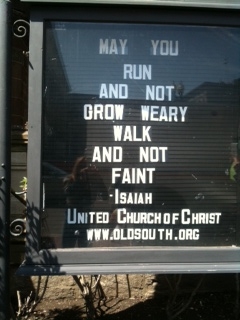 MAY YOU
RUN
AND NOT
GROW WEARY
WALK
AND NOT
FAINT
-ISAIAH
UNITED CHURCH OF CHRIST
WWW.OLDSOUTH.ORG